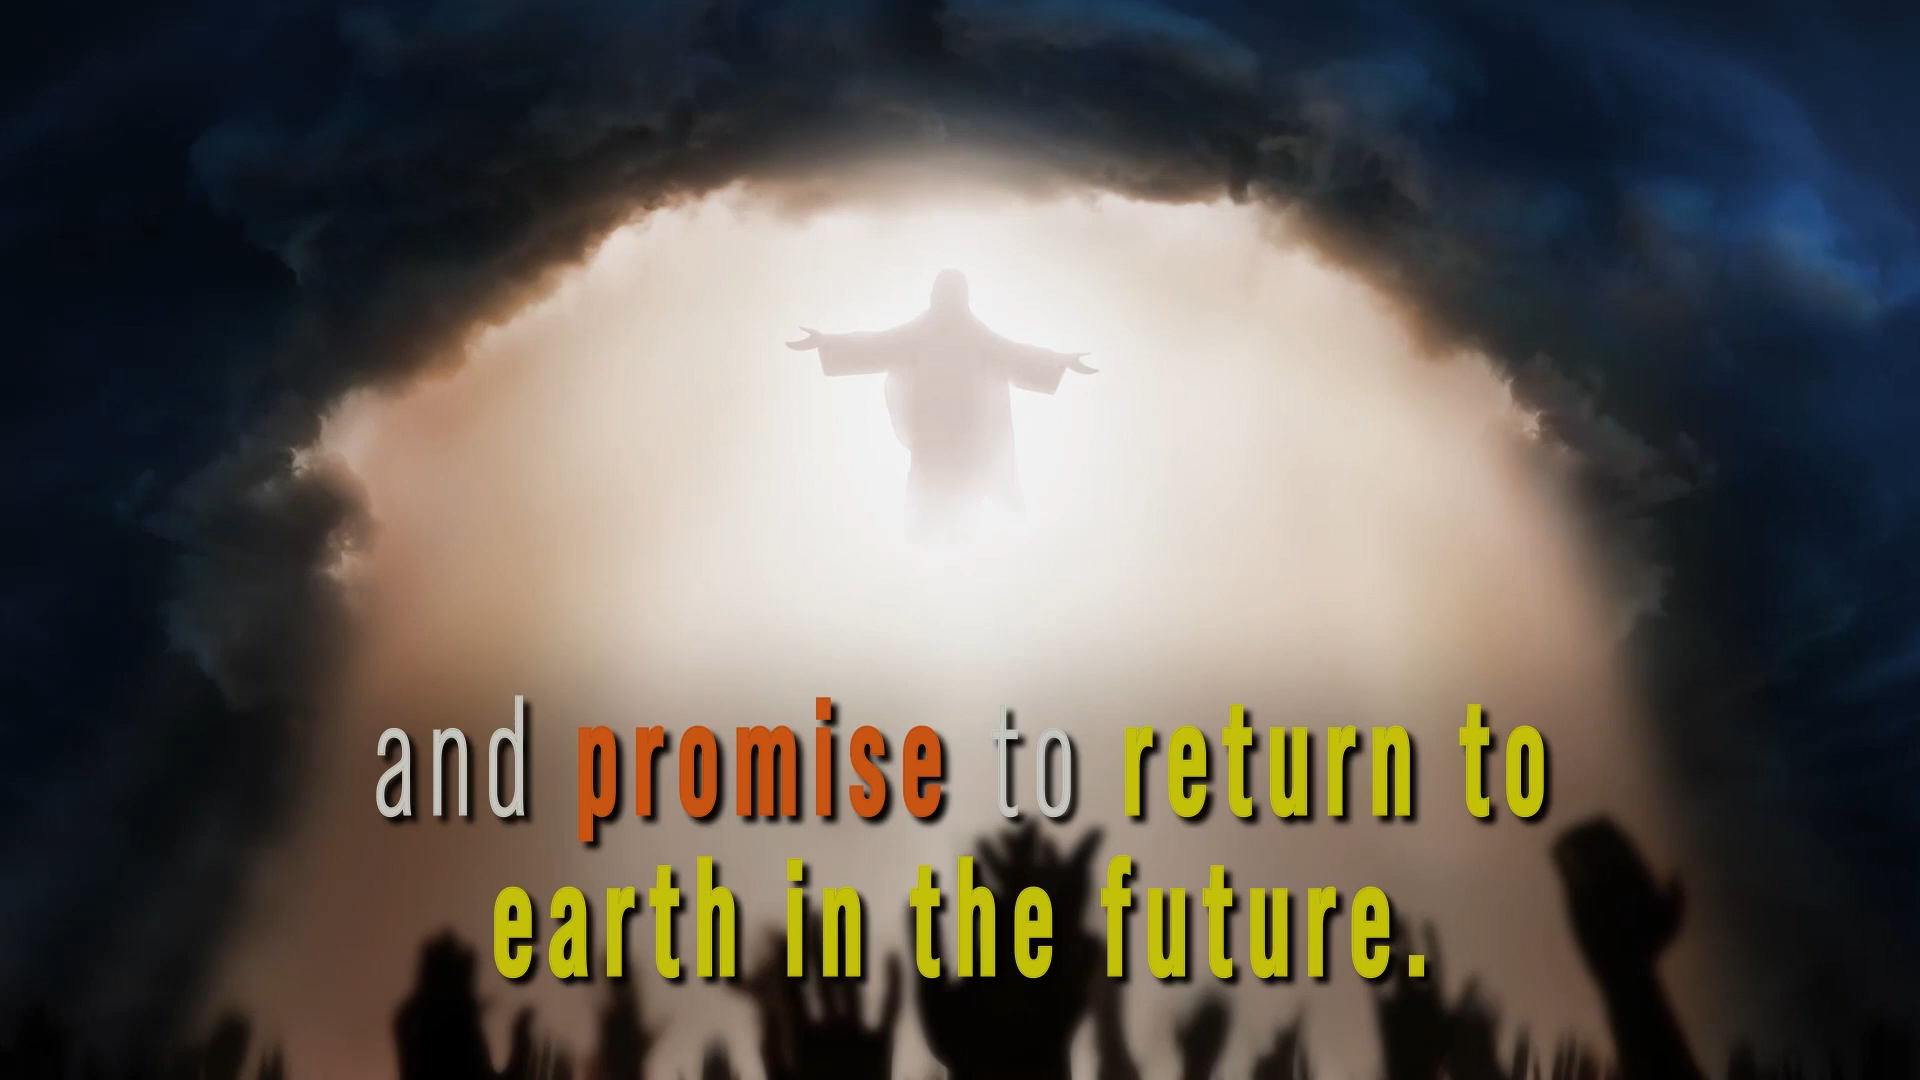 and promise to return to
earth in the future.